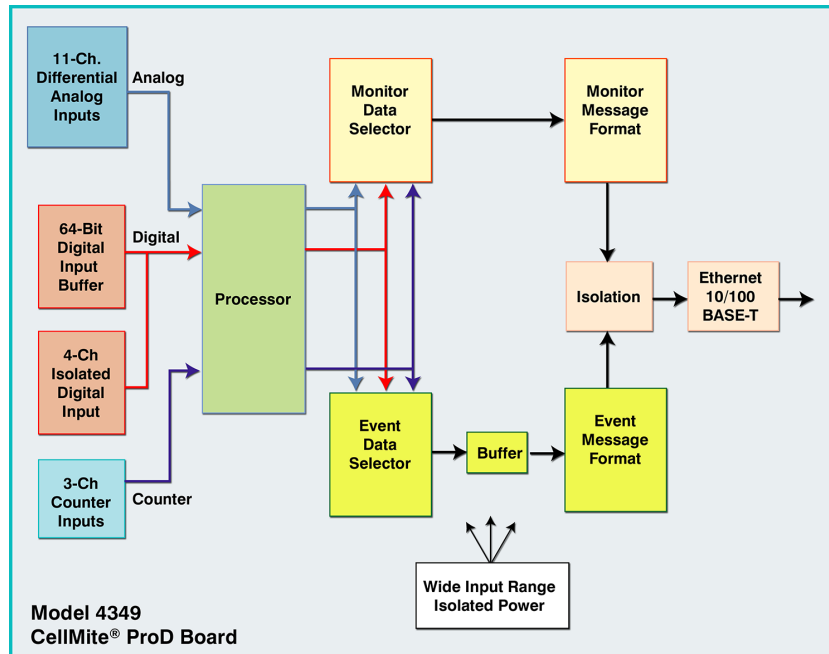 11-Ch.
Differential
Analog
Inputs
Analog
64-Bit
Digital
Input
Buffer
Digital
4-Ch
Isolated
Digital
Input
3-Ch
Counter
Inputs
Counter
Processor
Monitor
Data
Selector
Monitor
Message
Format
Event
Data
Selector
Buffer
Event
Message
Format
Isolation
Ethernet
10/100
BASE-T
Wide Input Range
Isolated Power
Model 4349
CellMite® ProD Board